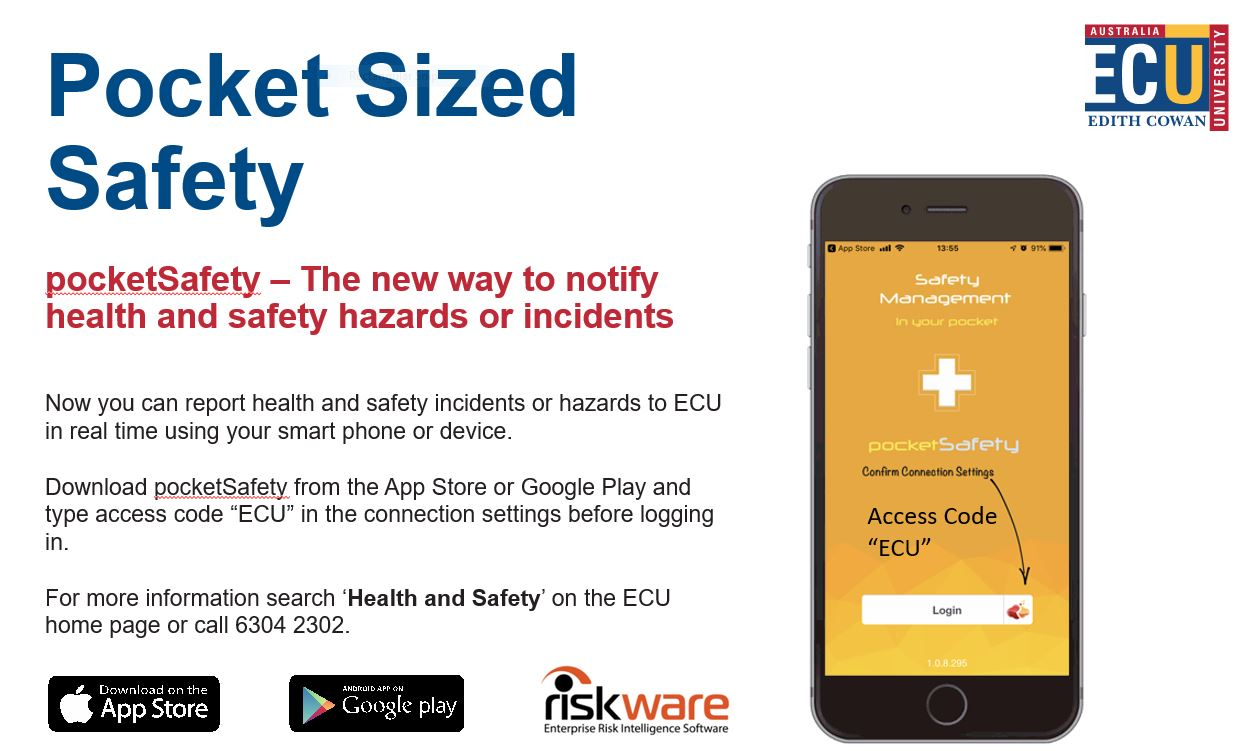 Pocket Sized
Safety
pocketSafety – The new way to notify
health and safety hazards or incidents
Now you can report health and safety incidents or hazards to ECU
in real time using your smart phone or device.
Download pocketSafety from the App Store or Google Play and
type access code “ECU” in the connection settings before logging
in.
For more information search ‘Health and Safety’ on the ECU
home page or call 6304 2302.
Download on the
App Store
ANDROID APP ON
Google play
riskware
Enterprise Risk Intelligence Software
AUSTRALIA
ECU
EDITH COWAN
UNIVERSITY
App Store 13:55 91%
Safety
Management
In your pocket
pocketSafety
Confirm Connection Settings
Access Code
“ECU”
Login
1.0.8.295